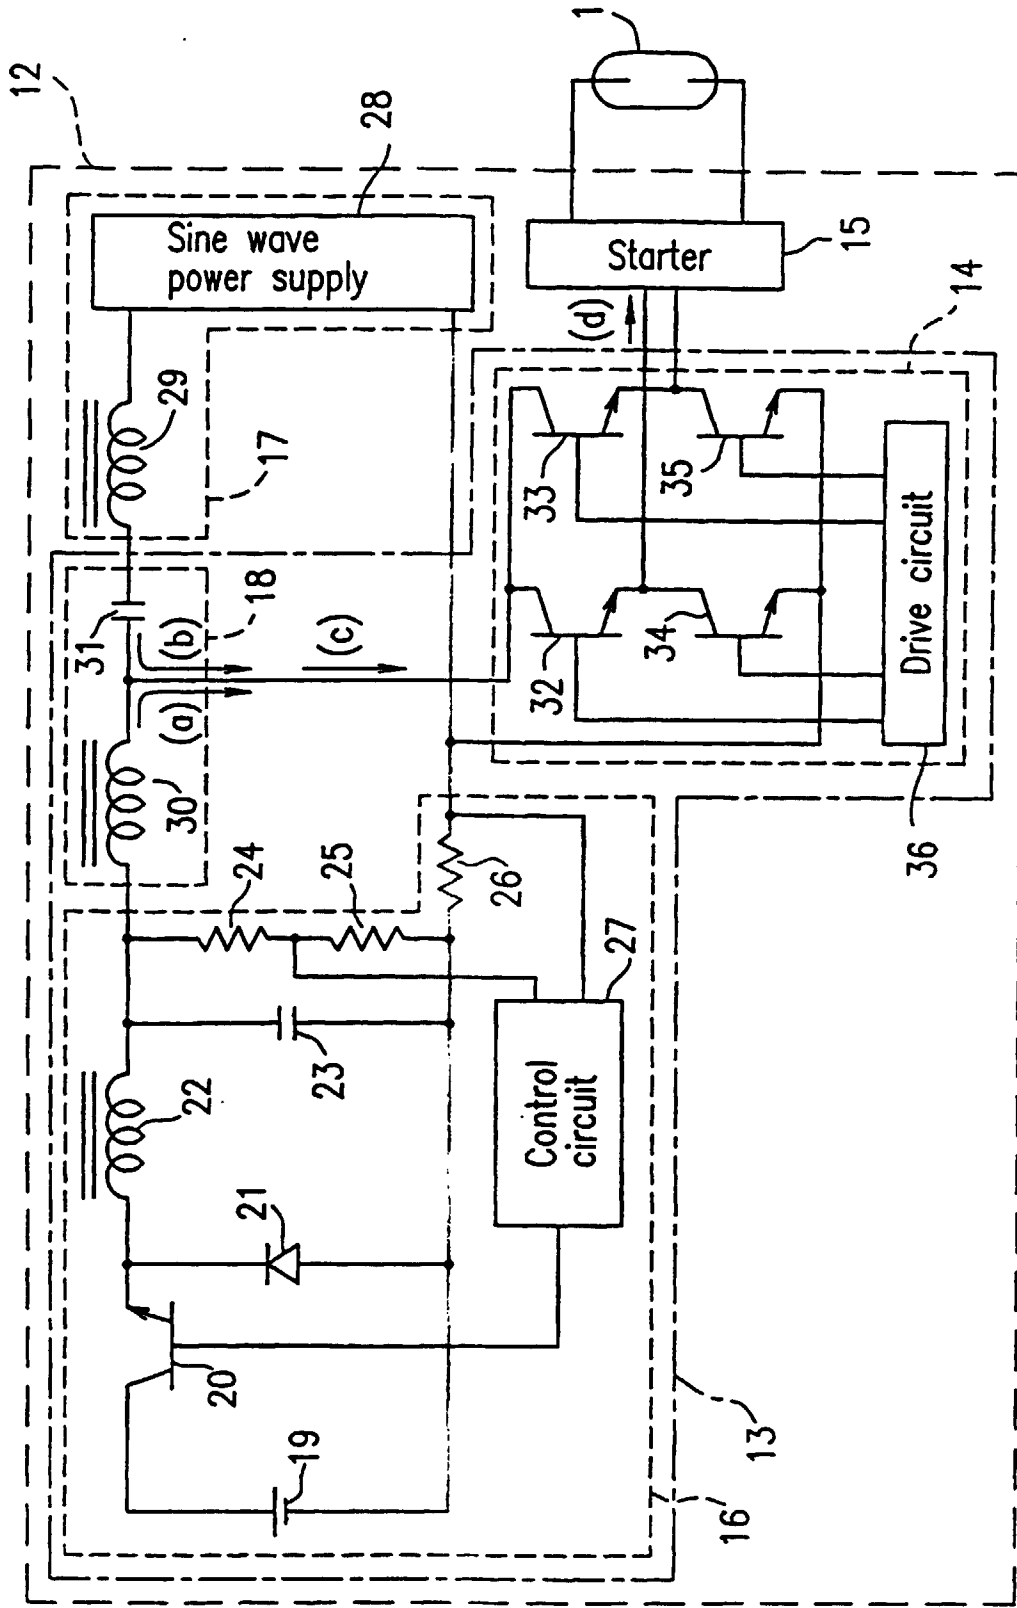 12
28
Sine wave
power supply
29
17
31
(b)
18
(a)
(c)
30
24
25
26
22
23
21
20
19
27
Control
circuit
16
13
1
Starter
15
(d)
14
33
35
32
34
Drive circuit
36